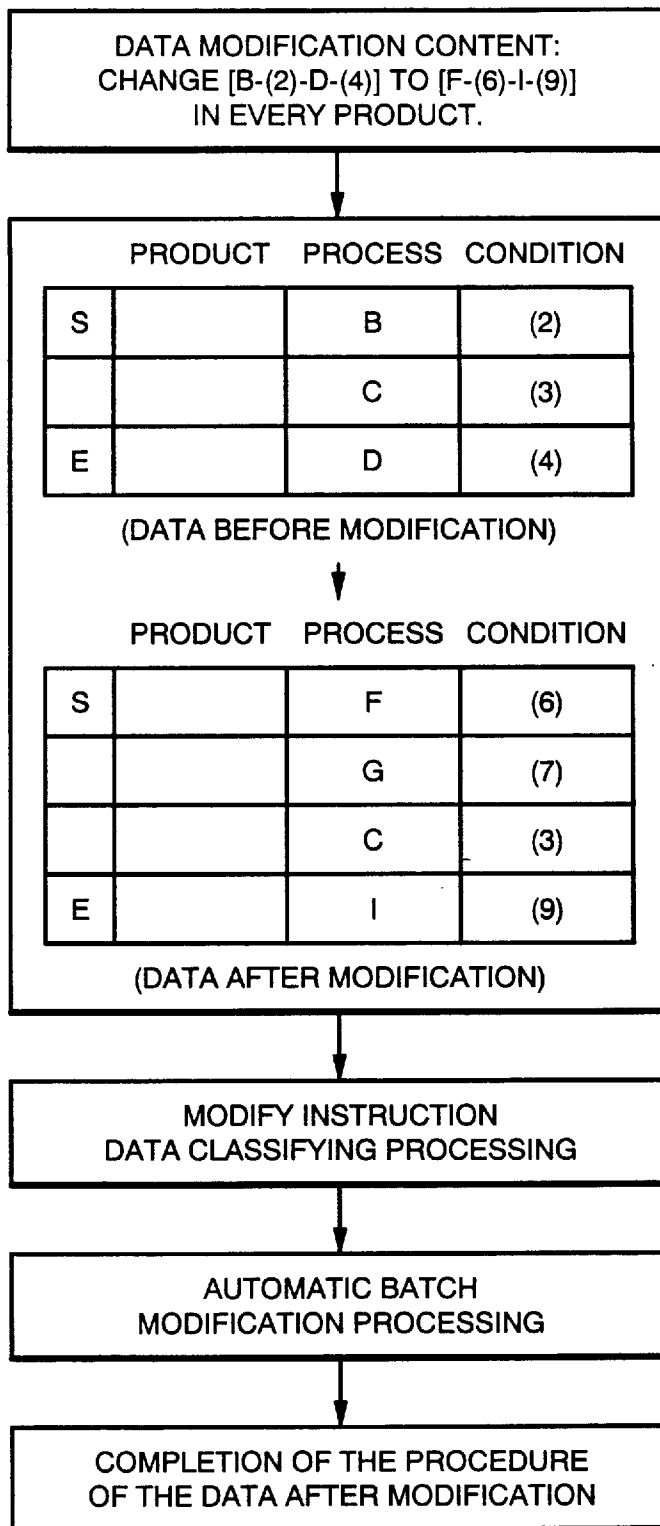 DATA MODIFICATION CONTENT:
CHANGE [B-(2)-D-(4)] TO [F-(6)-I-(9)]
IN EVERY PRODUCT.
PRODUCT PROCESS CONDITION
S B (2)
C (3)
E D (4)
(DATA BEFORE MODIFICATION)
PRODUCT PROCESS CONDITION
S F (6)
G (7)
C (3)
E I (9)
(DATA AFTER MODIFICATION)
MODIFY INSTRUCTION
DATA CLASSIFYING PROCESSING
AUTOMATIC BATCH
MODIFICATION PROCESSING
COMPLETION OF THE PROCEDURE
OF THE DATA AFTER MODIFICATION